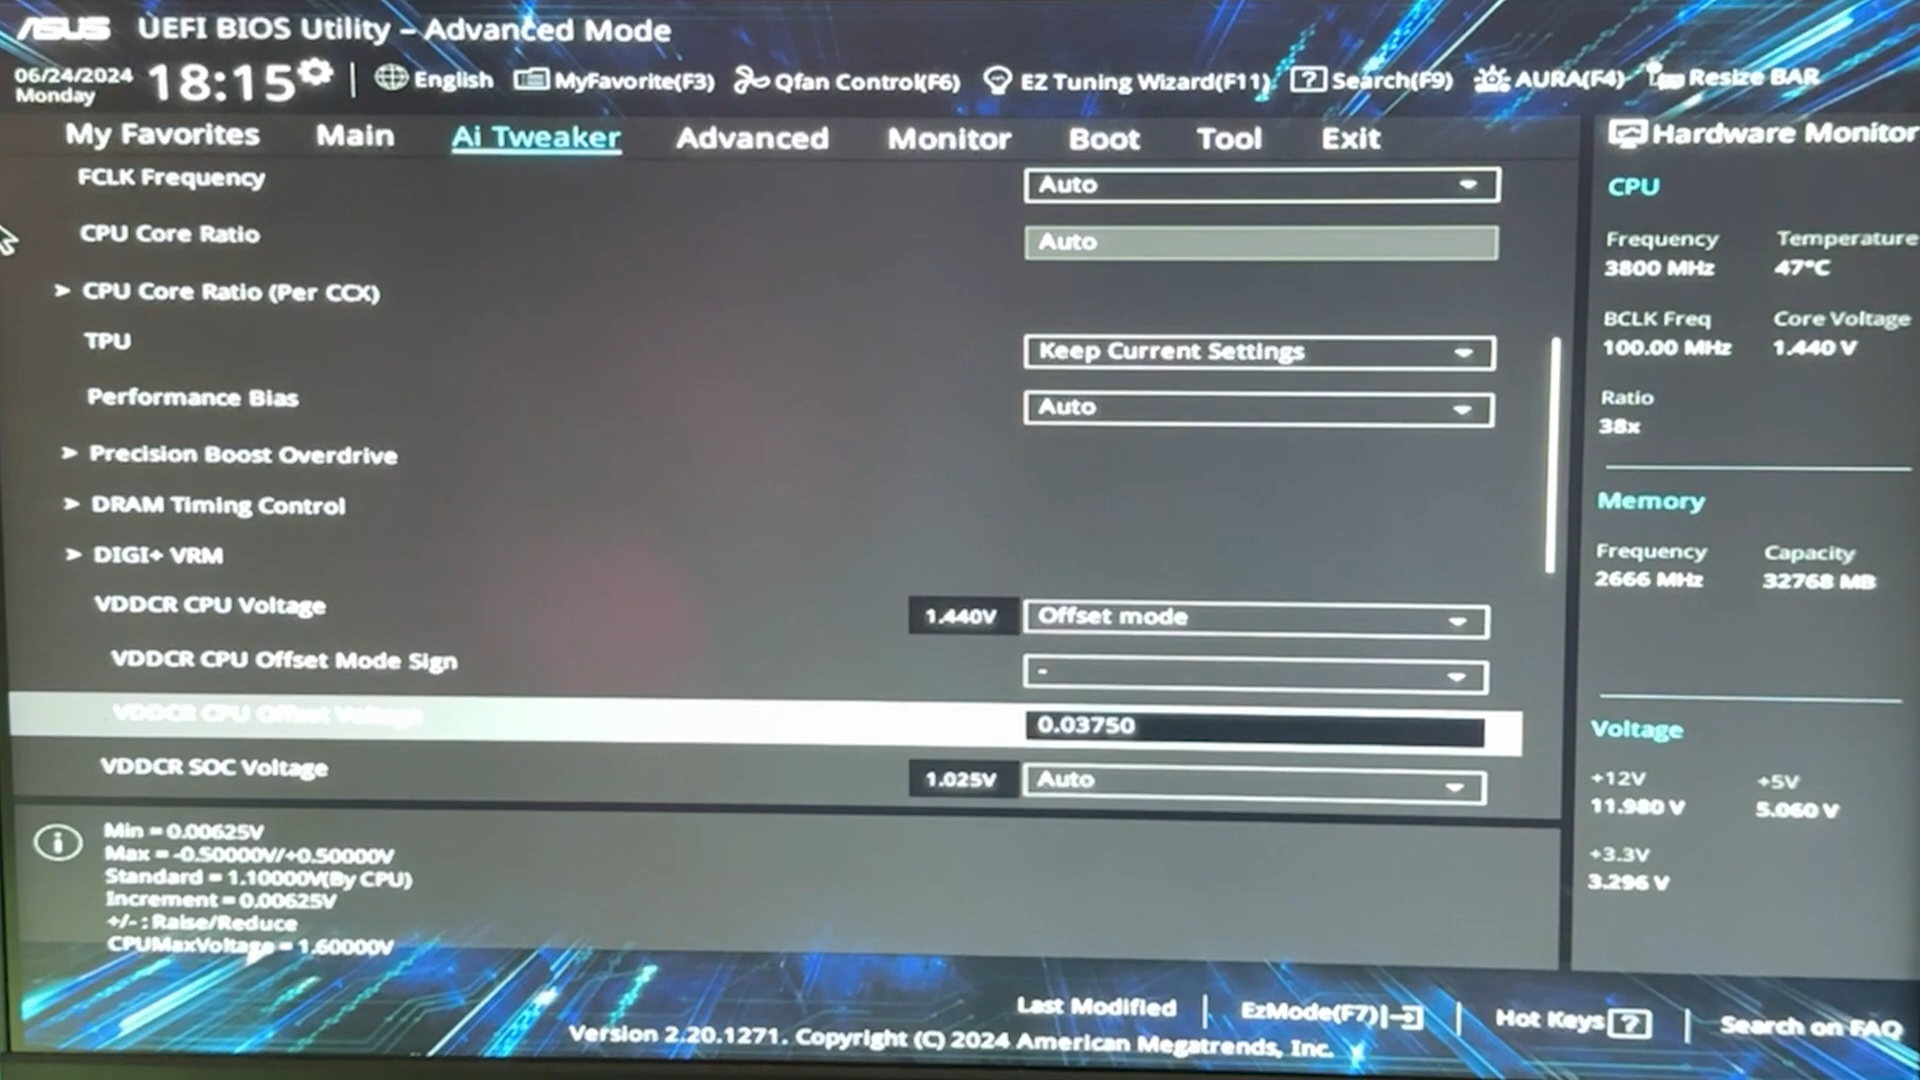 ASUS UEFI BIOS Utility – Advanced Mode
06/24/2024
Monday
18:15
English
MyFavorite(F3)
Qfan Control(F6)
EZ Tuning Wizard(F11)
Search(F9)
AURA(F4)
Resize BAR
My Favorites
Main
Ai Tweaker
Advanced
Monitor
Boot
Tool
Exit
FCLK Frequency
Auto
CPU Core Ratio
Auto
> CPU Core Ratio (Per CCX)
TPU
Keep Current Settings
Performance Bias
Auto
> Precision Boost Overdrive
> DRAM Timing Control
> DIGI+ VRM
VDDCR CPU Voltage
1.440V
Offset mode
VDDCR CPU Offset Mode Sign
-
VDDCR CPU Offset Voltage
0.03750
VDDCR SOC Voltage
1.025V
Auto
Min = 0.00625V
Max = -0.50000V/+0.50000V
Standard = 1.10000V(By CPU)
Increment = 0.00625V
+/- : Raise/Reduce
CPUMaxVoltage = 1.60000V
Hardware Monitor
CPU
Frequency Temperature
3800 MHz 47°C
BCLK Freq Core Voltage
100.00 MHz 1.440 V
Ratio
38x
Memory
Frequency Capacity
2666 MHz 32768 MB
Voltage
+12V +5V
11.980 V 5.060 V
+3.3V
3.296 V
Last Modified
EzMode(F7)
Hot Keys ?
Search on FAQ
Version 2.20.1271. Copyright (C) 2024 American Megatrends, Inc.